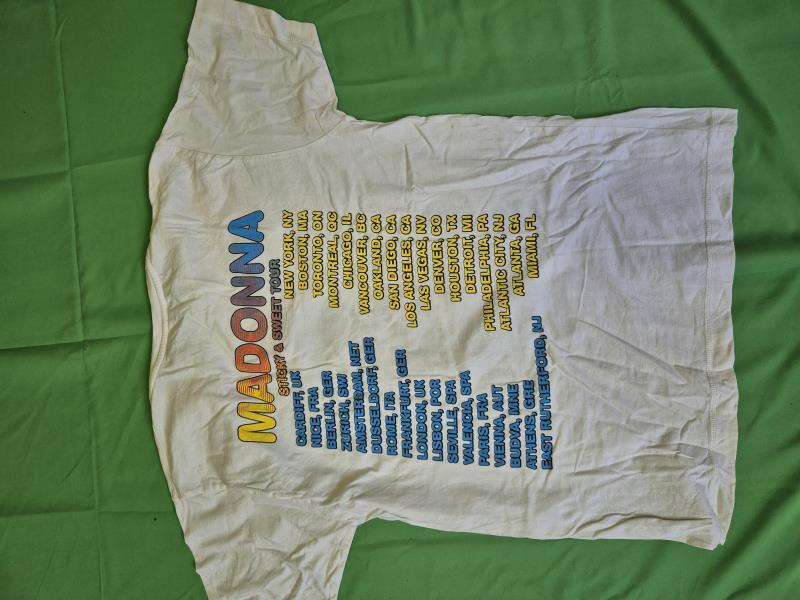 MADONNA
STICKY & SWEET TOUR
CARDIFF, UK
NICE, FRA
BERLIN, GER
ZURICH, SWI
AMSTERDAM, NET
DUSSELDORF, GER
ROME, ITA
FRANKFURT, GER
LONDON, UK
LISBON, POR
SEVILLE, SPA
VALENCIA, SPA
PARIS, FRA
VIENNA, AUT
BUDVA, MNE
ATHENS, GRE
EAST RUTHERFORD, NJ
NEW YORK, NY
BOSTON, MA
TORONTO, ON
MONTREAL, QC
CHICAGO, IL
VANCOUVER, BC
OAKLAND, CA
SAN DIEGO, CA
LOS ANGELES, CA
LAS VEGAS, NV
DENVER, CO
HOUSTON, TX
DETROIT, MI
PHILADELPHIA, PA
ATLANTIC CITY, NJ
ATLANTA, GA
MIAMI, FL